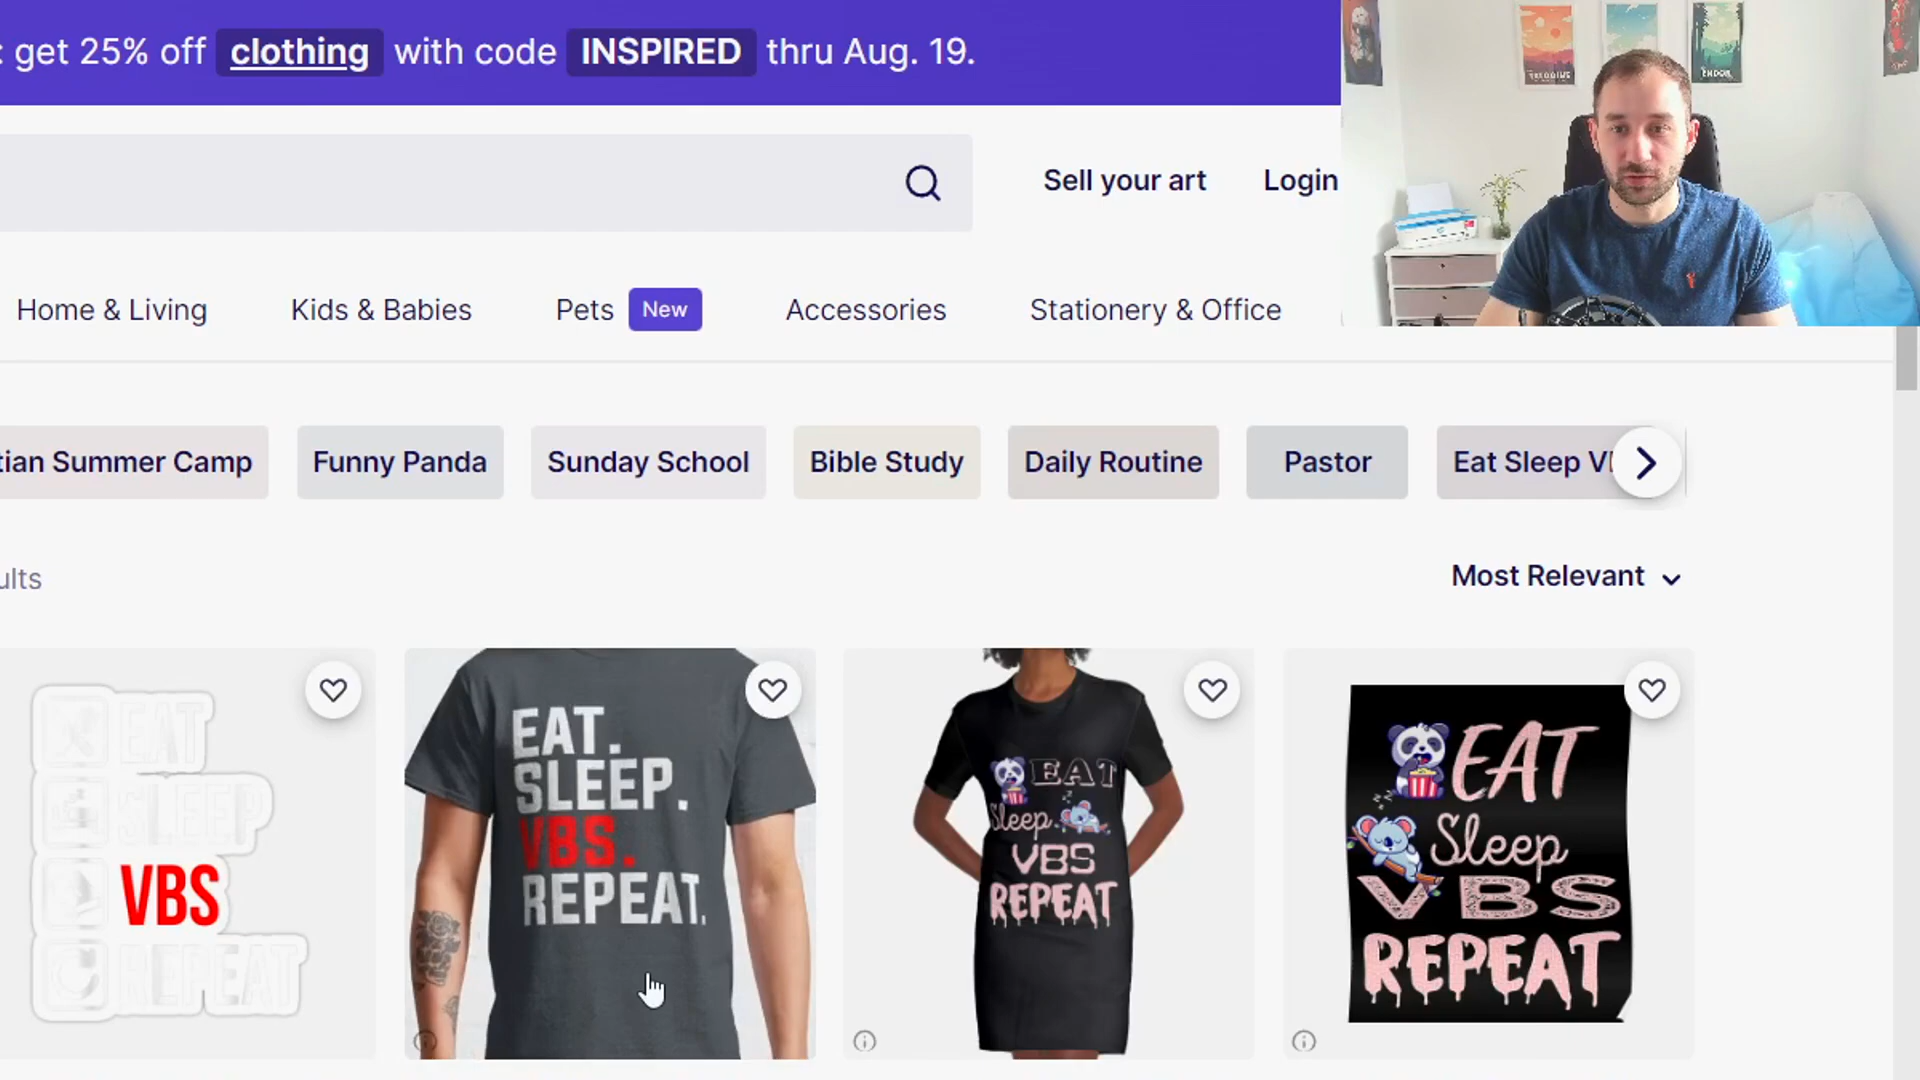 : get 25% off clothing with code INSPIRED thru Aug. 19.
ENDOR
Sell your art
Login
Home & Living
Kids & Babies
Pets
New
Accessories
Stationery & Office
tian Summer Camp
Funny Panda
Sunday School
Bible Study
Daily Routine
Pastor
Eat Sleep V
ults
Most Relevant
EAT
SLEEP
VBS
REPEAT
EAT.
SLEEP.
VBS.
REPEAT.
EAT
Sleep
VBS
REPEAT
EAT
Sleep
VBS
REPEAT